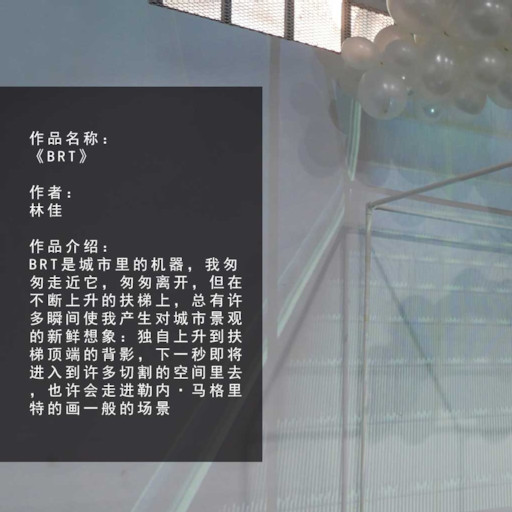 作品名称：
《BRT》
作者：
林佳
作品介绍：
BRT是城市里的机器，我匆
匆走近它，匆匆离开，但在
不断上升的扶梯上，总有许
多瞬间使我产生对城市景观
的新鲜想象：独自上升到扶
梯顶端的背影，下一秒即将
进入到许多切割的空间里去
，也许会走进勒内·马格里
特的画一般的场景